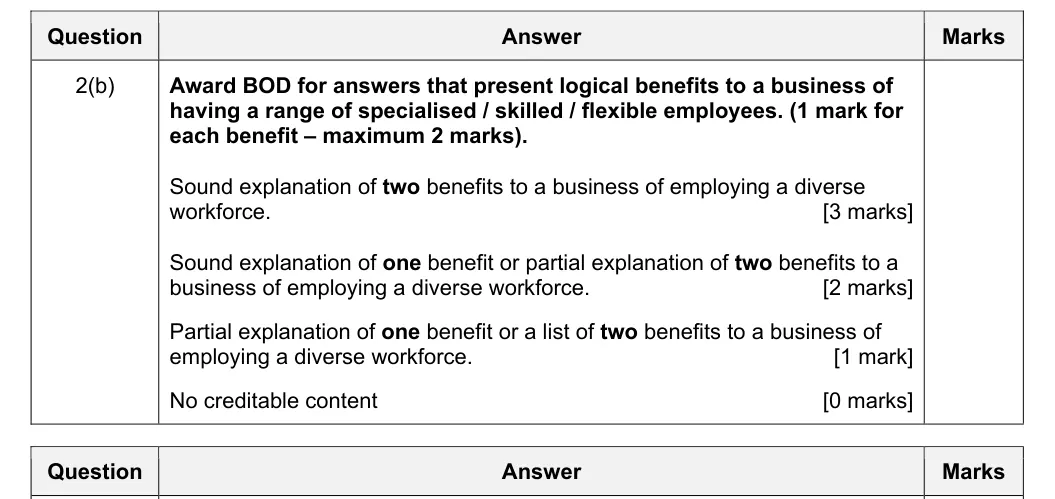 Question Answer Marks
2(b) Award BOD for answers that present logical benefits to a business of
having a range of specialised / skilled / flexible employees. (1 mark for
each benefit – maximum 2 marks).
Sound explanation of two benefits to a business of employing a diverse
workforce. [3 marks]
Sound explanation of one benefit or partial explanation of two benefits to a
business of employing a diverse workforce. [2 marks]
Partial explanation of one benefit or a list of two benefits to a business of
employing a diverse workforce. [1 mark]
No creditable content [0 marks]
Question Answer Marks